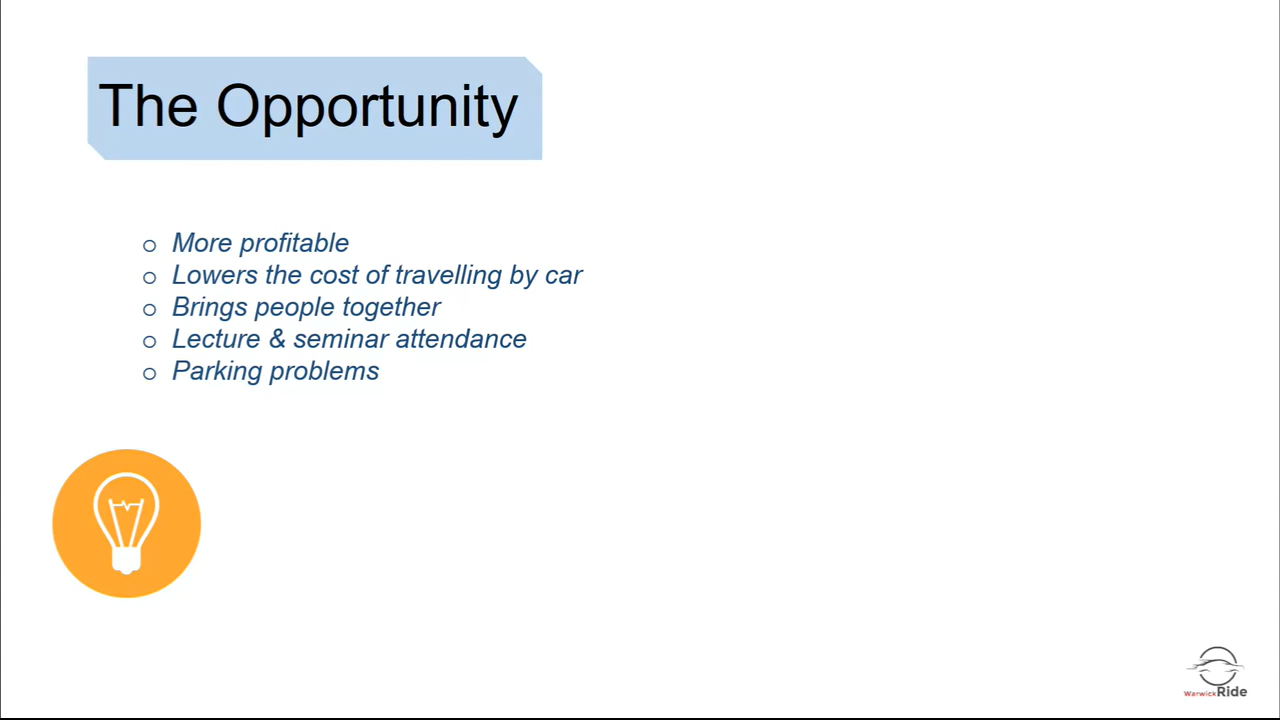 The Opportunity
o More profitable
o Lowers the cost of travelling by car
o Brings people together
o Lecture & seminar attendance
o Parking problems
WarwickRide